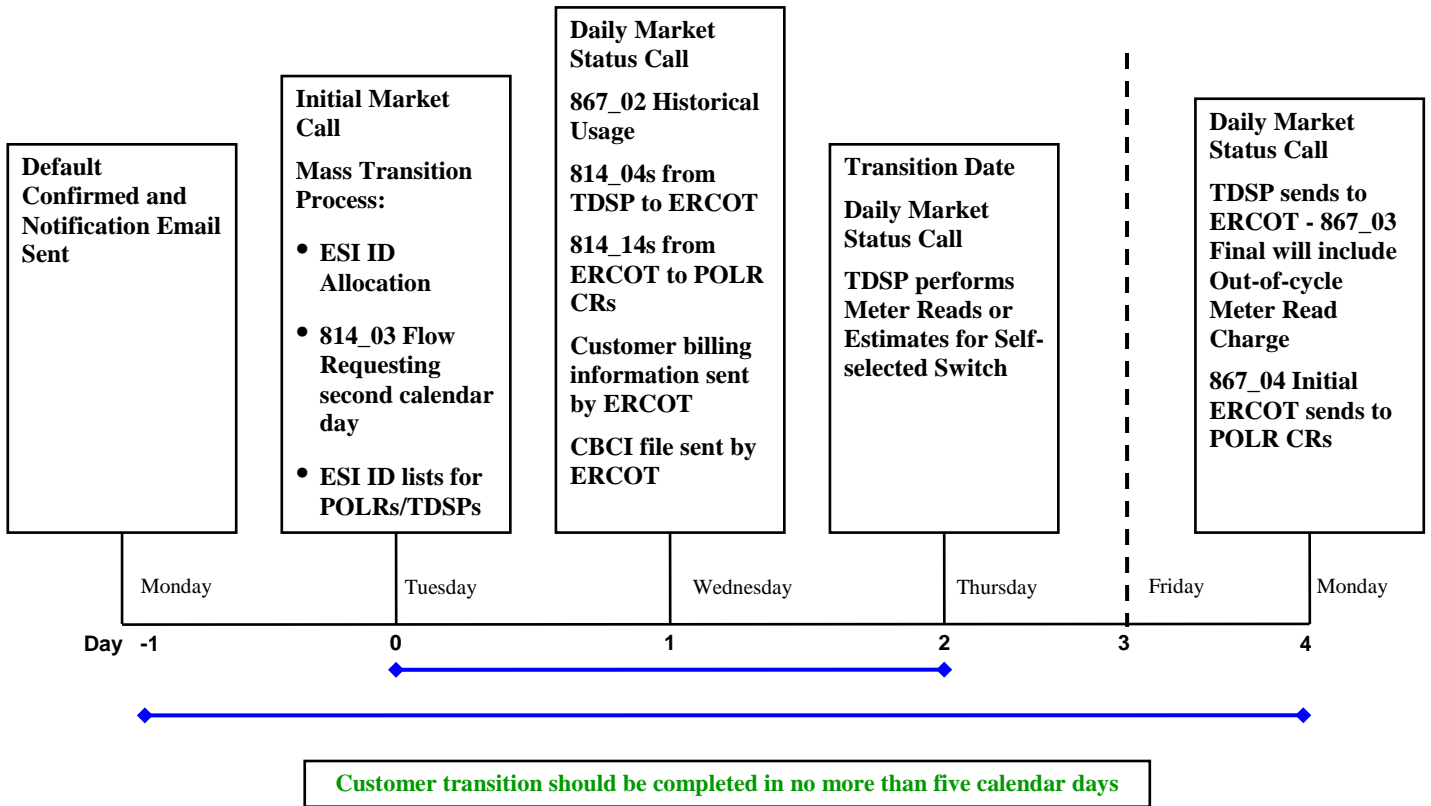 Default
Confirmed and
Notification Email
Sent
Initial Market
Call
Mass Transition
Process:
• ESI ID
Allocation
• 814_03 Flow
Requesting
second calendar
day
• ESI ID lists for
POLRs/TDSPs
Daily Market
Status Call
867_02 Historical
Usage
814_04s from
TDSP to ERCOT
814_14s from
ERCOT to POLR
CRs
Customer billing
information sent
by ERCOT
CBCI file sent by
ERCOT
Transition Date
Daily Market
Status Call
TDSP performs
Meter Reads or
Estimates for Self-
selected Switch
Daily Market
Status Call
TDSP sends to
ERCOT - 867_03
Final will include
Out-of-cycle
Meter Read
Charge
867_04 Initial
ERCOT sends to
POLR CRs
Monday Tuesday Wednesday Thursday Friday Monday
Day -1 0 1 2 3 4
Customer transition should be completed in no more than five calendar days